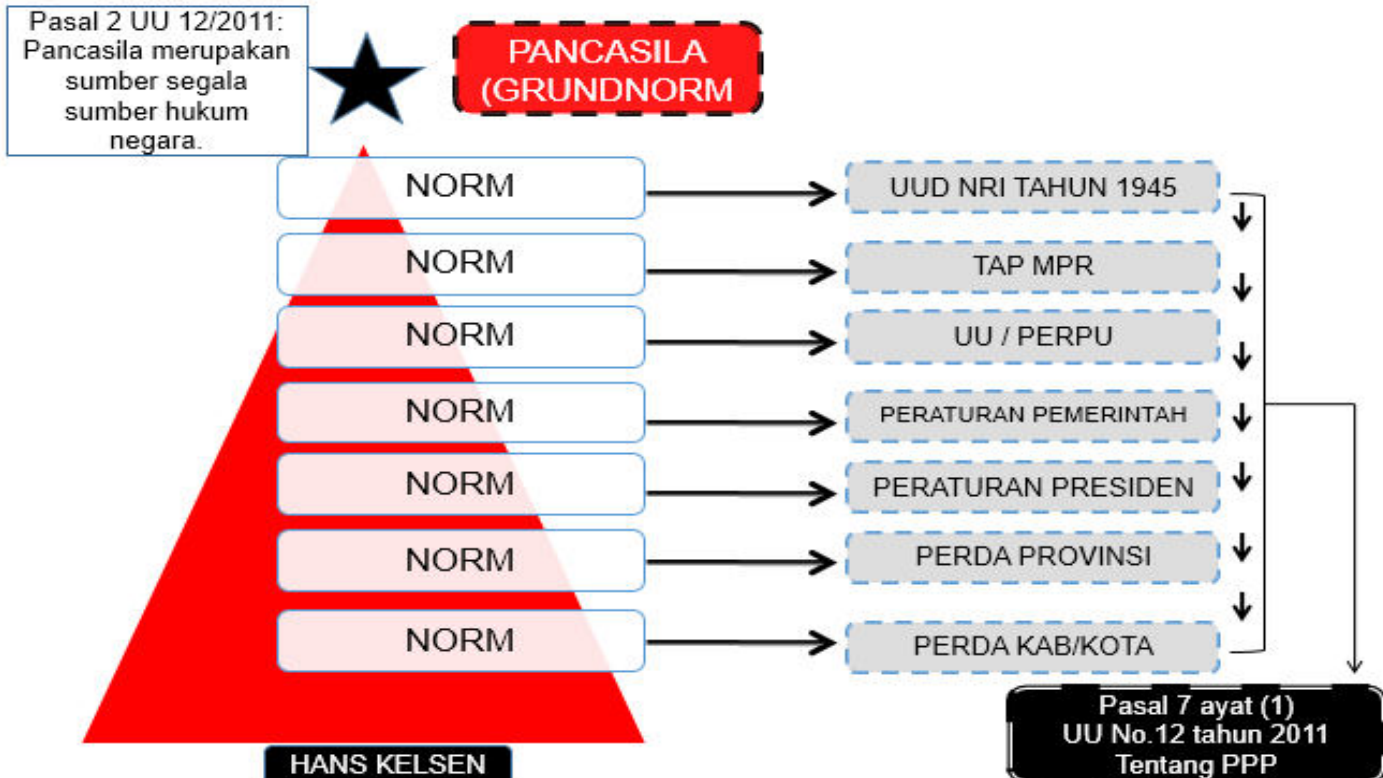 Pasal 2 UU 12/2011:
Pancasila merupakan
sumber segala
sumber hukum
negara.
PANCASILA
(GRUNDNORM
NORM
UUD NRI TAHUN 1945
NORM
TAP MPR
NORM
UU / PERPU
NORM
PERATURAN PEMERINTAH
NORM
PERATURAN PRESIDEN
NORM
PERDA PROVINSI
NORM
PERDA KAB/KOTA
Pasal 7 ayat (1)
UU No.12 tahun 2011
Tentang PPP
HANS KELSEN